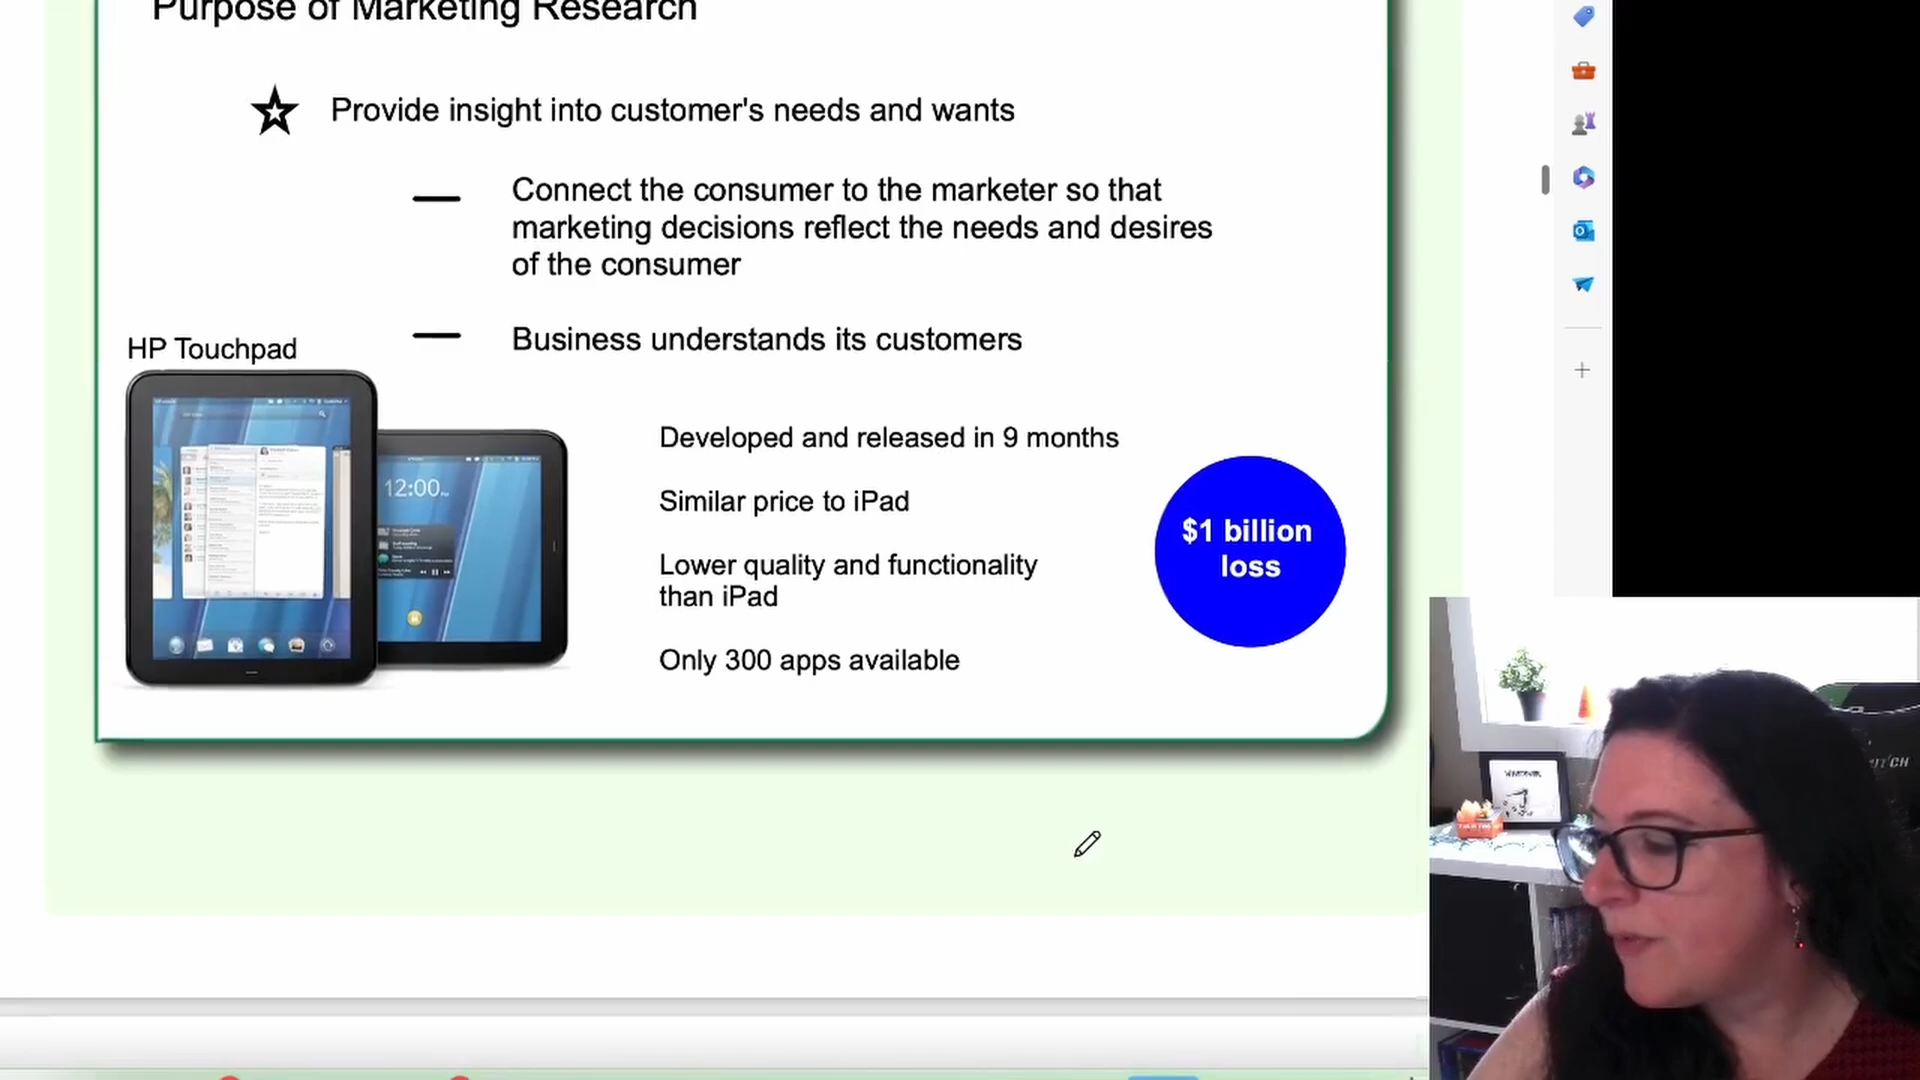 Purpose of Marketing Research
Provide insight into customer's needs and wants
Connect the consumer to the marketer so that
marketing decisions reflect the needs and desires
of the consumer
Business understands its customers
HP Touchpad
12:00
Developed and released in 9 months
Similar price to iPad
Lower quality and functionality
than iPad
Only 300 apps available
$1 billion
loss